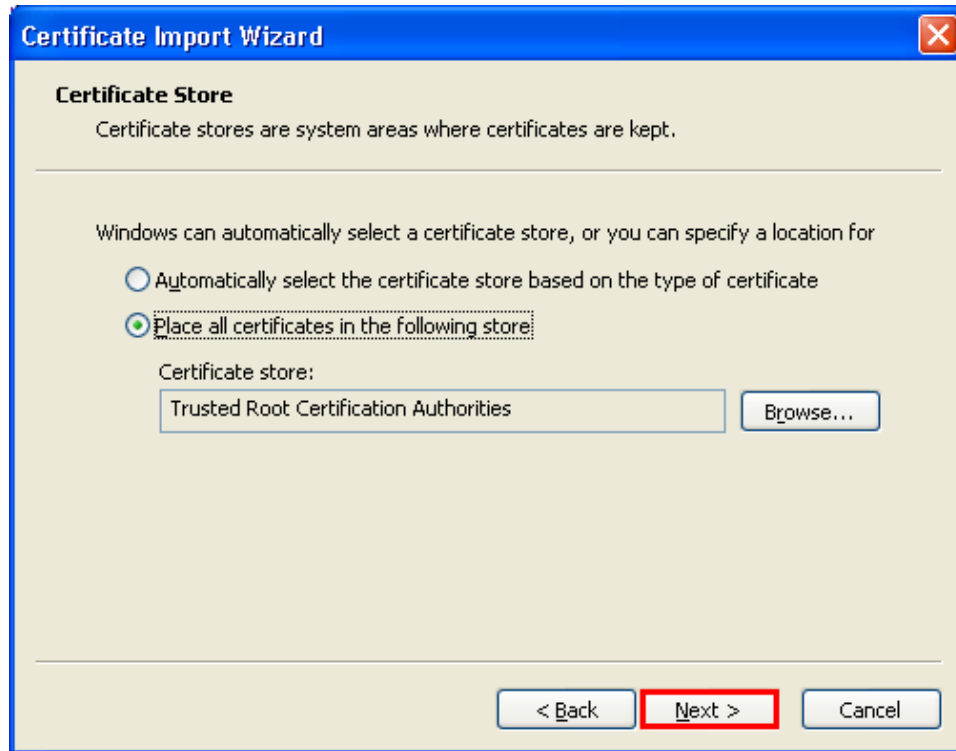 Certificate Import Wizard
Certificate Store
Certificate stores are system areas where certificates are kept.
Windows can automatically select a certificate store, or you can specify a location for
Automatically select the certificate store based on the type of certificate
Place all certificates in the following store
Certificate store:
Trusted Root Certification Authorities
Browse...
< Back
Next >
Cancel